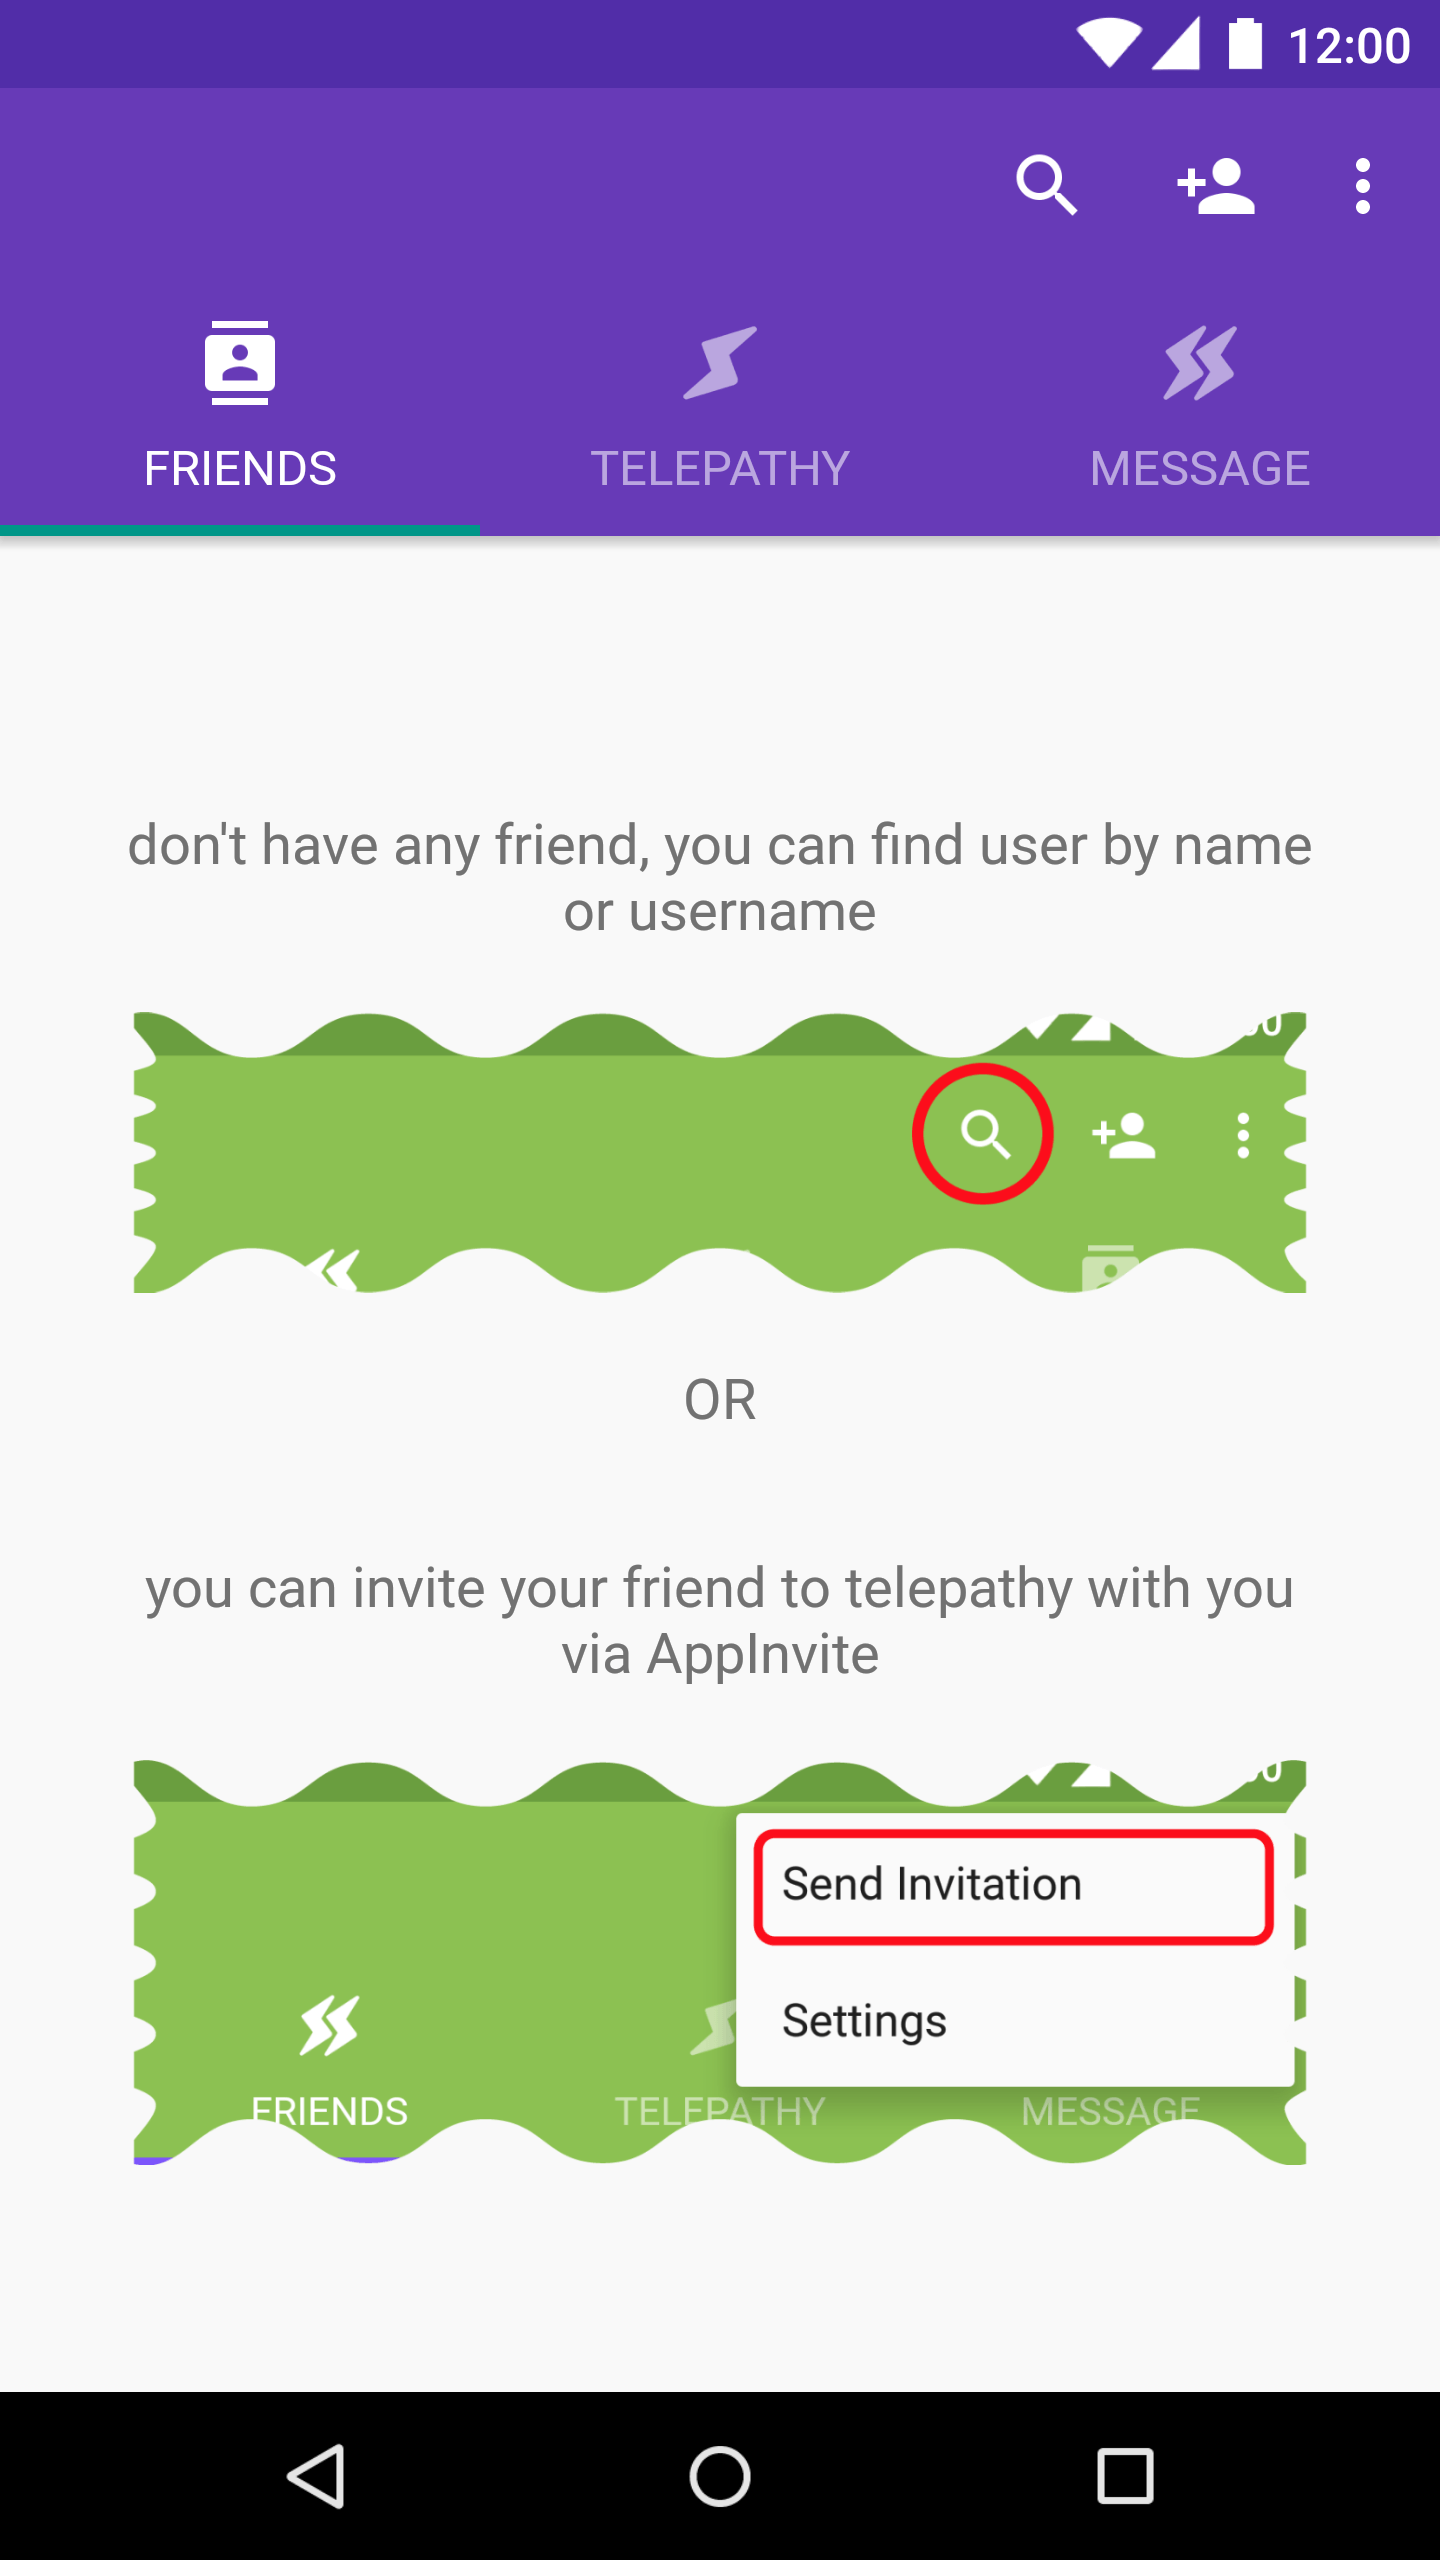 12:00
FRIENDS
TELEPATHY
MESSAGE
don't have any friend, you can find user by name
or username
OR
you can invite your friend to telepathy with you
via AppInvite
Send Invitation
Settings
FRIENDS
TELEPATHY
MESSAGE